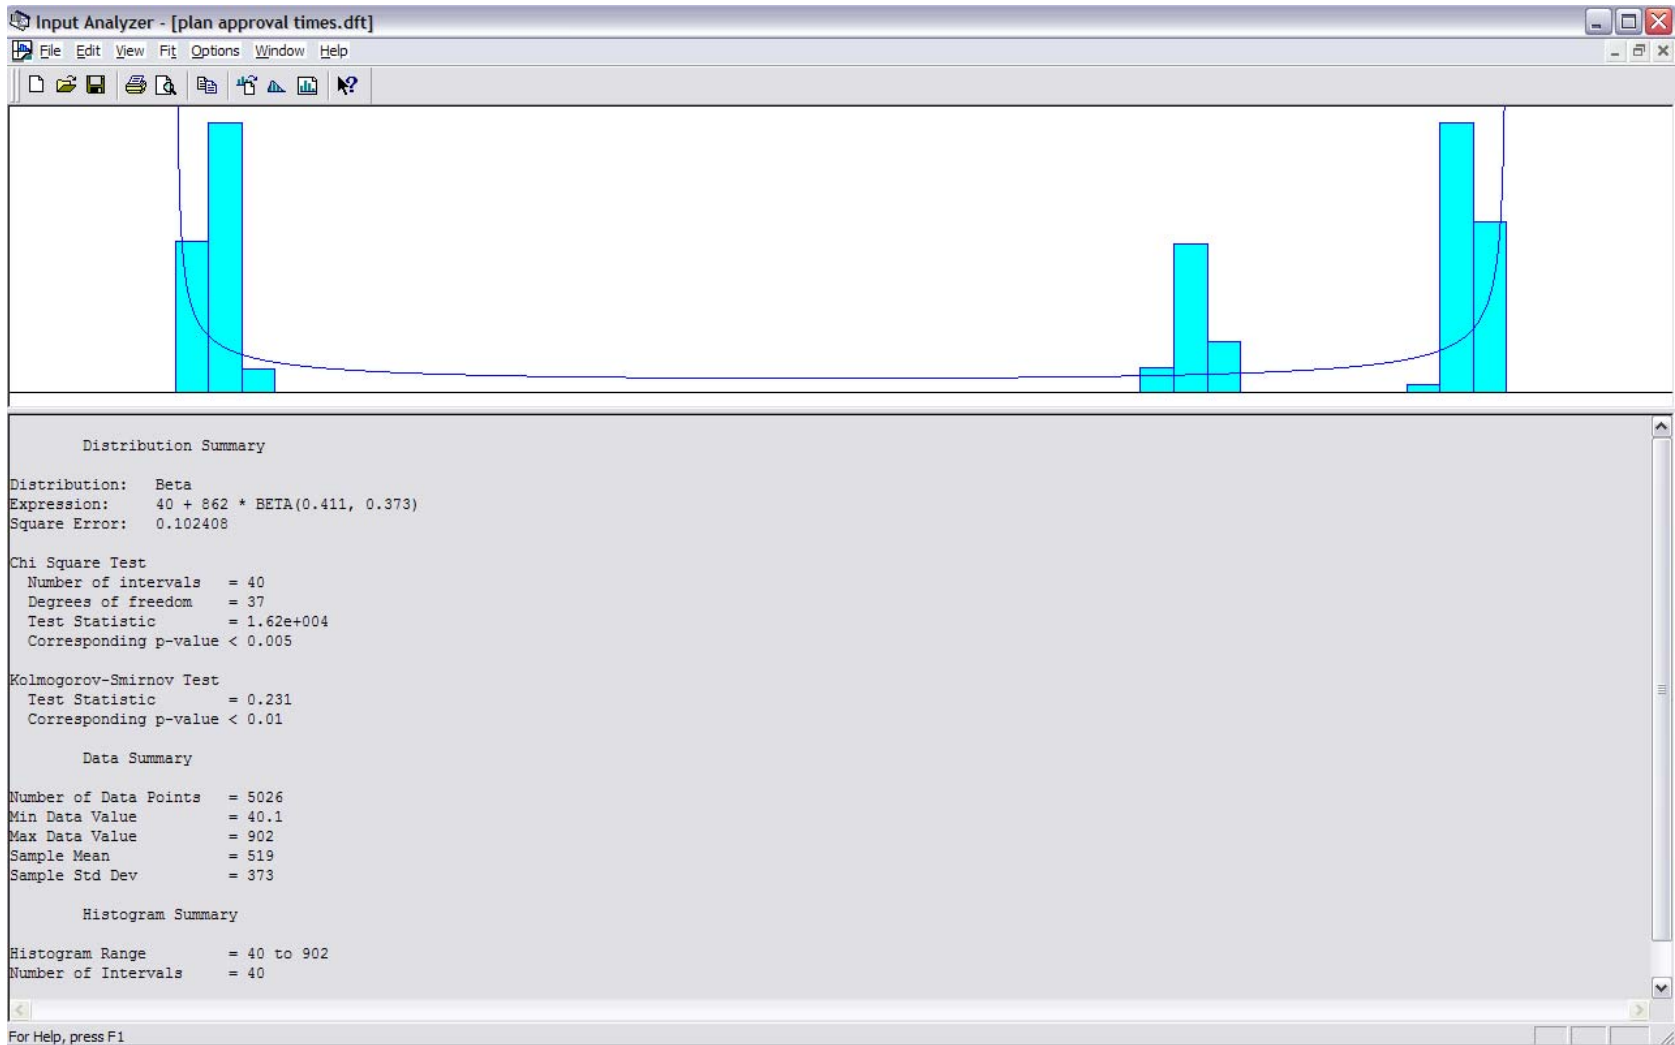 Input Analyzer - [plan approval times.dft]
File Edit View Fit Options Window Help
Distribution Summary
Distribution: Beta
Expression: 40 + 862 * BETA(0.411, 0.373)
Square Error: 0.102408
Chi Square Test
Number of intervals = 40
Degrees of freedom = 37
Test Statistic = 1.62e+004
Corresponding p-value < 0.005
Kolmogorov-Smirnov Test
Test Statistic = 0.231
Corresponding p-value < 0.01
Data Summary
Number of Data Points = 5026
Min Data Value = 40.1
Max Data Value = 902
Sample Mean = 519
Sample Std Dev = 373
Histogram Summary
Histogram Range = 40 to 902
Number of Intervals = 40
For Help, press F1